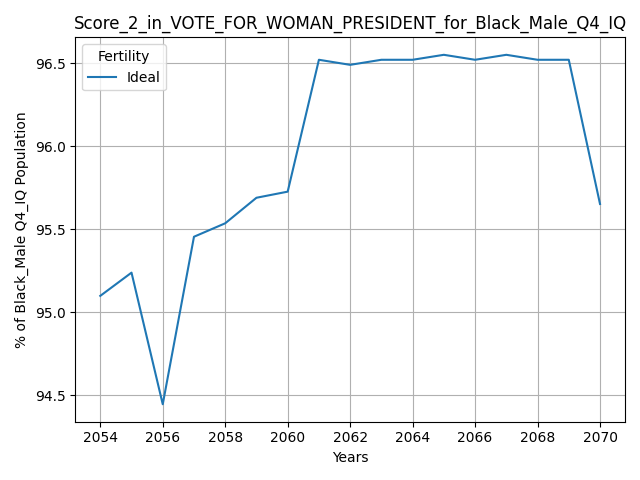 Score_2_in_VOTE_FOR_WOMAN_PRESIDENT_for_Black_Male_Q4_IQ
Fertility
Ideal
96.5
96.0
95.5
95.0
94.5
% of Black_Male Q4_IQ Population
2054 2056 2058 2060 2062 2064 2066 2068 2070
Years